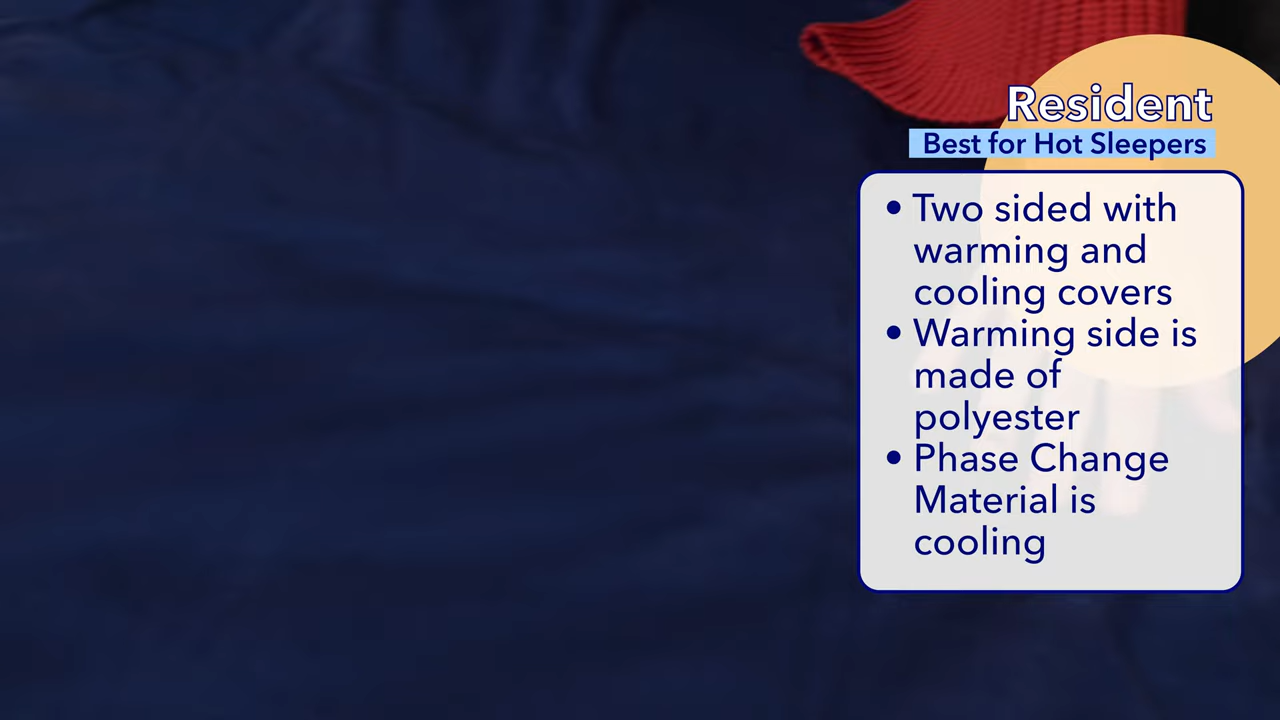 Resident
Best for Hot Sleepers
• Two sided with
warming and
cooling covers
• Warming side is
made of
polyester
• Phase Change
Material is
cooling